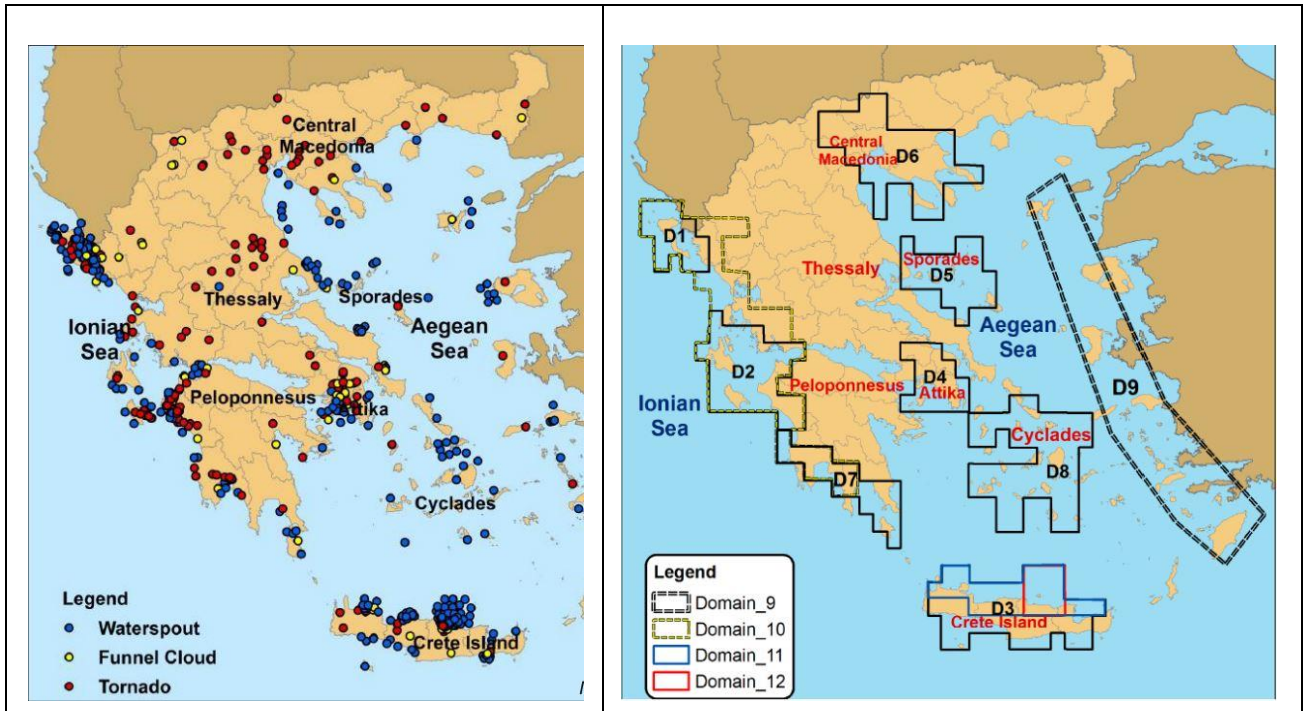 Central
Macedonia
Thessaly
Sporades
Ionian
Sea
Aegean
Sea
Peloponnesus
Attika
Cyclades
Legend
Waterspout
Funnel Cloud
Tornado
Crete Island
Central
Macedonia
D6
D1
Thessaly
Sporades
D5
Aegean
Sea
D2
Peloponnesus
D4
Attika
D9
Ionian
Sea
Cyclades
D8
D7
Legend
Domain_9
Domain_10
Domain_11
Domain_12
D3
Crete Island